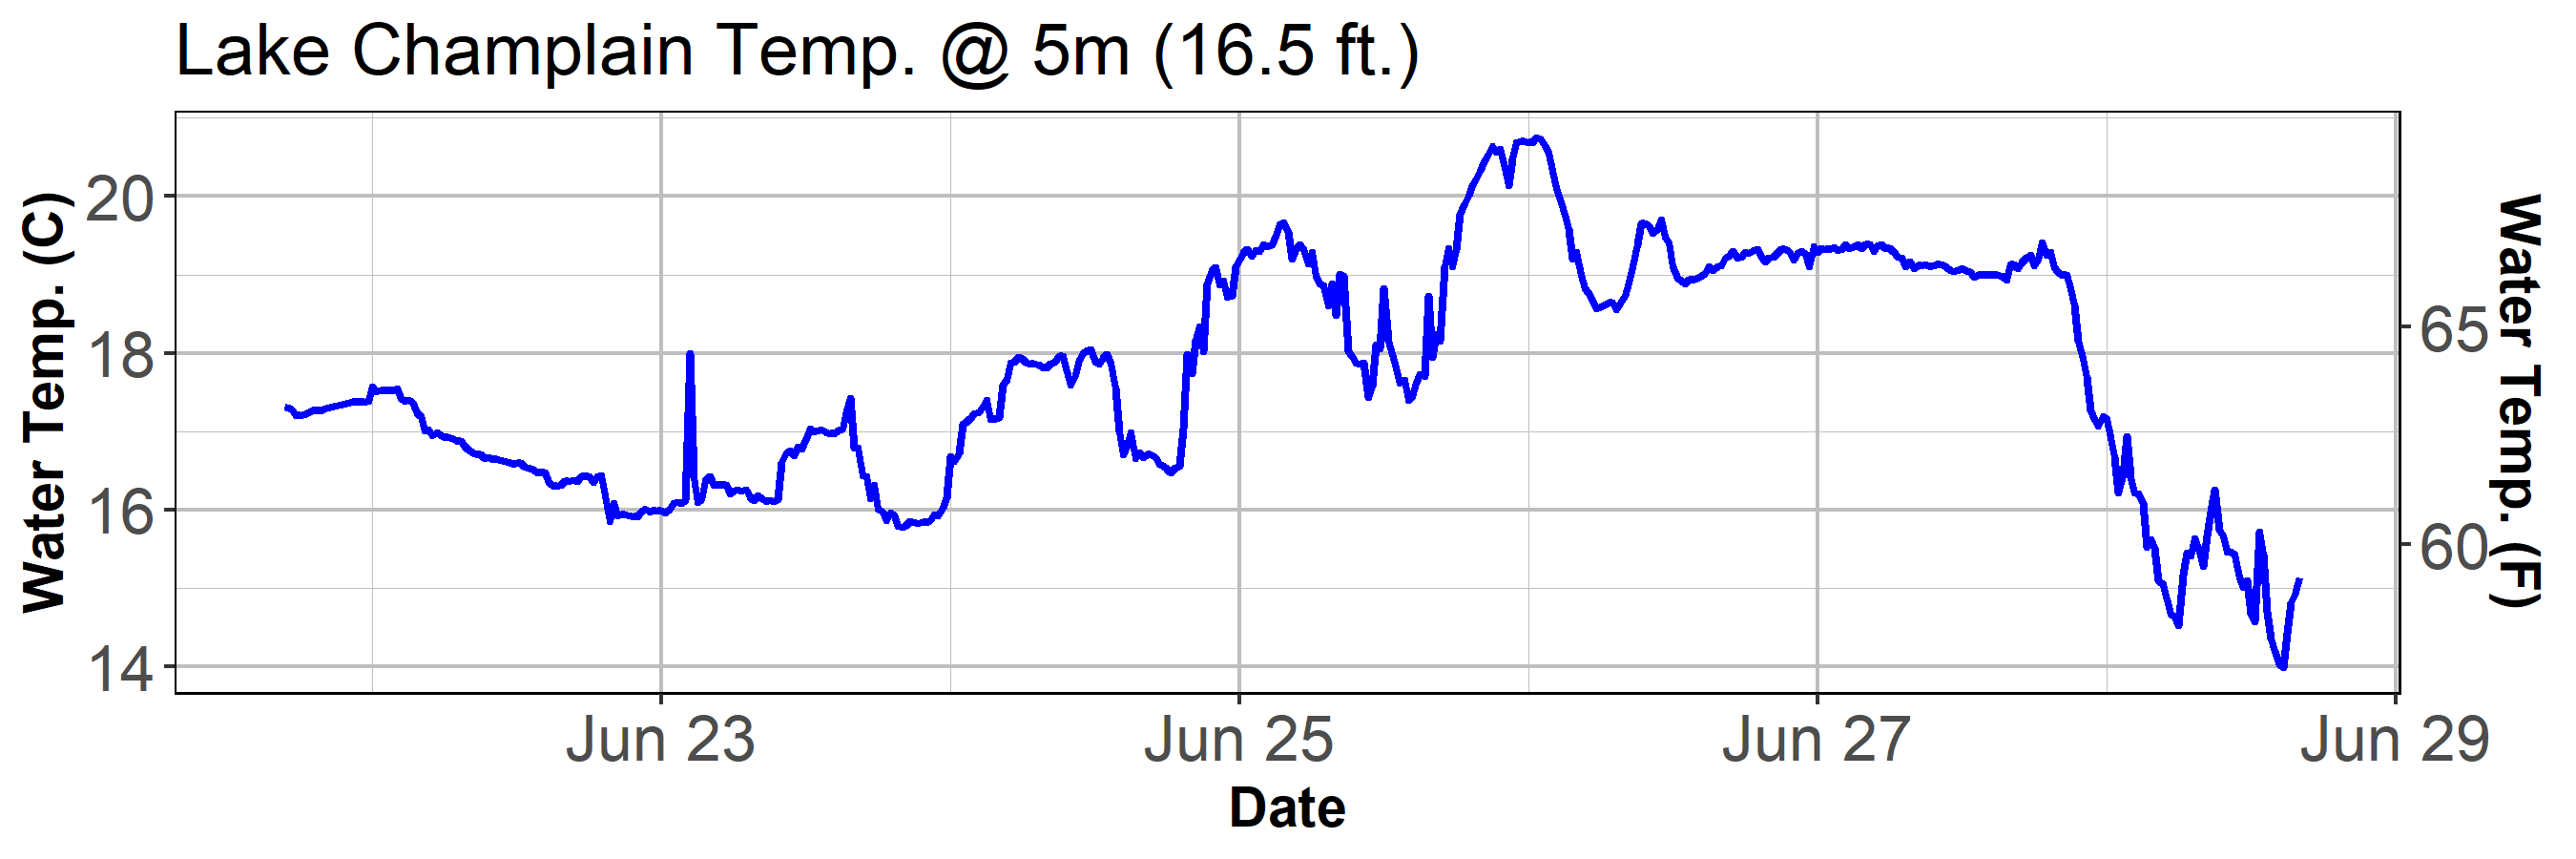 Lake Champlain Temp. @ 5m (16.5 ft.)
Water Temp. (C)
20
18
16
14
65
60
Water Temp. (F)
Jun 23
Jun 25
Jun 27
Jun 29
Date